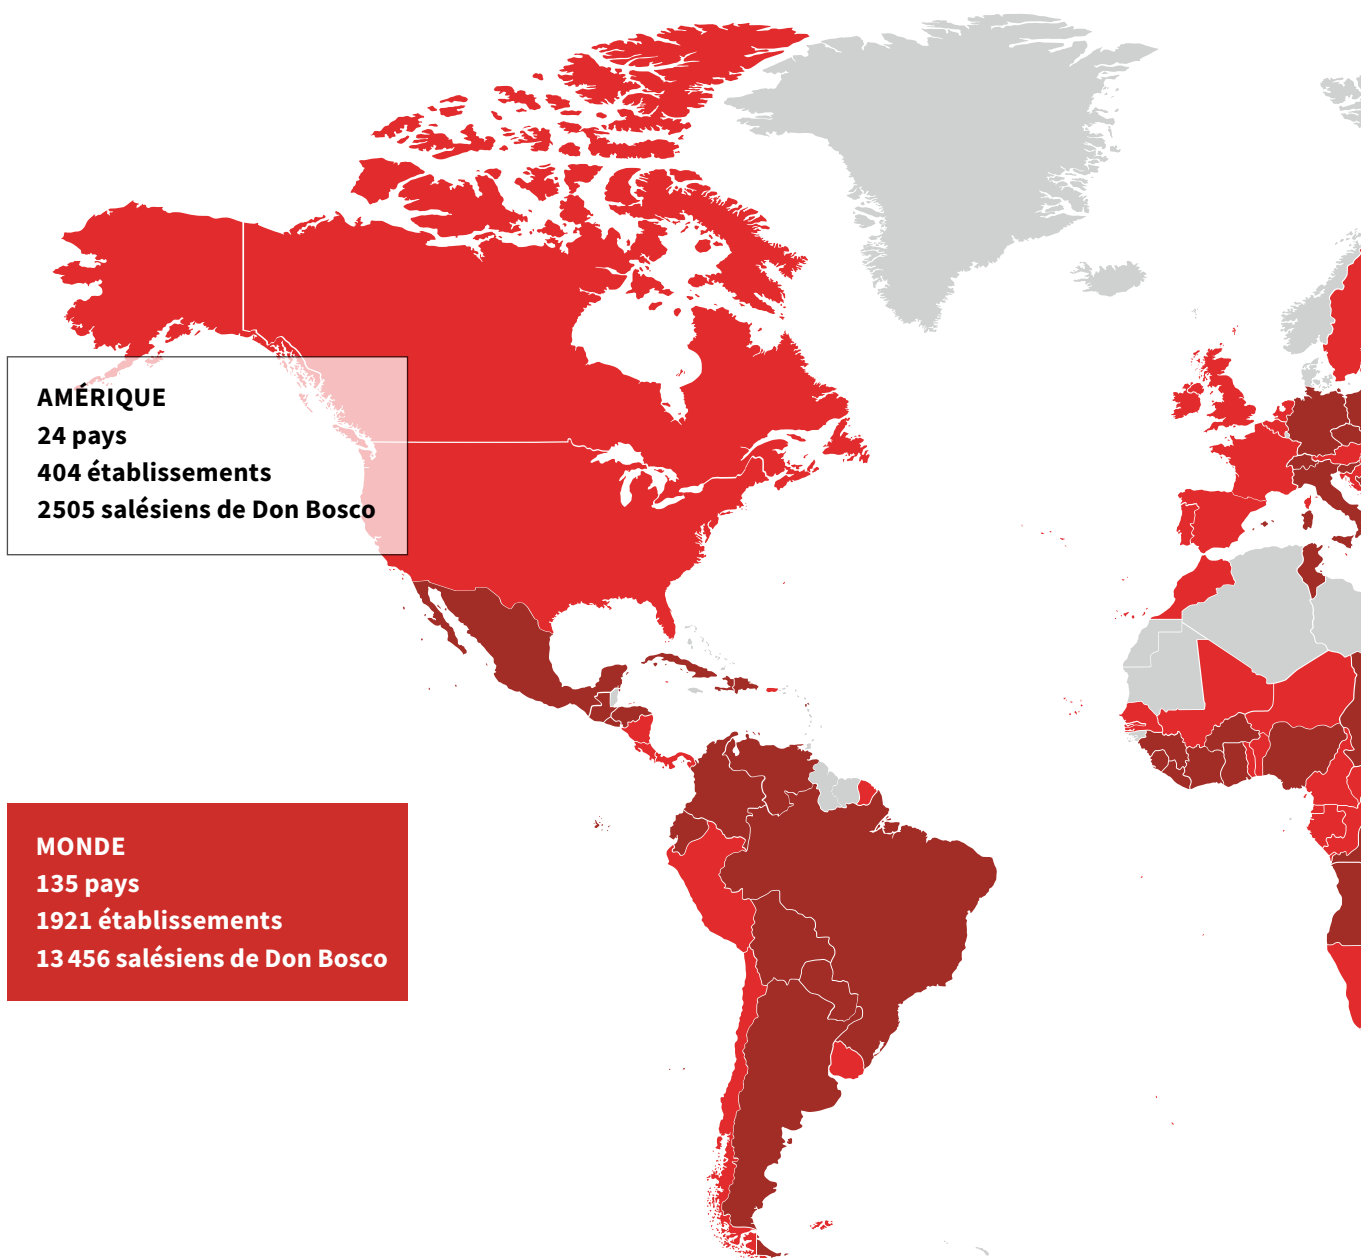 AMÉRIQUE
24 pays
404 établissements
2505 salésiens de Don Bosco
MONDE
135 pays
1921 établissements
13 456 salésiens de Don Bosco